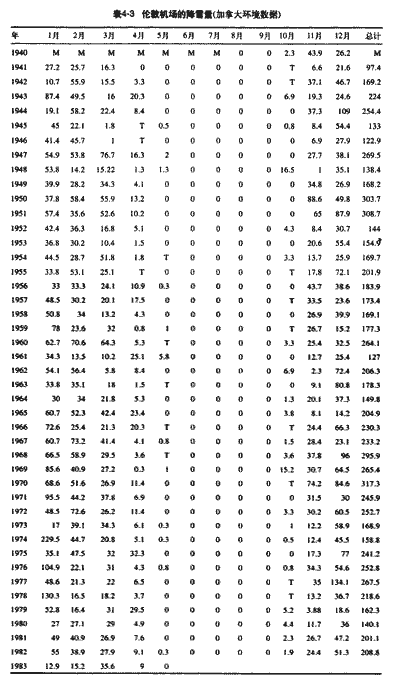 表4-3 伦敦机场的降雪量(加拿大环境数据)
年 1月 2月 3月 4月 5月 6月 7月 8月 9月 10月 11月 12月 总计
1940 M M M M M M M 0 0 2.3 43.9 26.2 M
1941 27.2 25.7 16.3 0 0 0 0 0 0 T 6.6 21.6 97.4
1942 10.7 55.9 15.5 3.3 0 0 0 0 0 T 37.1 46.7 169.2
1943 87.4 49.5 16 20.3 0 0 0 0 0 6.9 19.3 24.6 224
1944 19.1 58.2 22.4 8.4 0 0 0 0 0 0 37.3 109 254.4
1945 45 22.1 1.8 T 0.5 0 0 0 0 0.8 8.4 54.4 133
1946 41.4 45.7 1 T 0 0 0 0 0 0 6.9 27.9 122.9
1947 54.9 53.8 76.7 16.3 2 0 0 0 0 0 27.7 38.1 269.5
1948 53.8 14.2 15.22 1.3 1.3 0 0 0 0 16.5 1 35.1 138.4
1949 39.9 28.2 34.3 4.1 0 0 0 0 0 0 34.8 26.9 168.2
1950 37.8 58.4 55.9 13.2 0 0 0 0 0 0 88.6 49.8 303.7
1951 57.4 35.6 52.6 10.2 0 0 0 0 0 0 65 87.9 308.7
1952 42.4 36.3 16.8 5.1 0 0 0 0 0 4.3 8.4 30.7 144
1953 36.8 30.2 10.4 1.5 0 0 0 0 0 0 20.6 55.4 154.9
1954 44.5 28.7 51.8 1.8 T 0 0 0 0 3.3 13.7 25.9 169.7
1955 33.8 53.1 25.1 T 0 0 0 0 0 T 17.8 72.1 201.9
1956 33 33.3 24.1 10.9 0.3 0 0 0 0 0 43.7 38.6 183.9
1957 48.5 30.2 20.1 17.5 0 0 0 0 0 T 33.5 23.6 173.4
1958 50.8 34 13.2 4.3 0 0 0 0 0 0 26.9 39.9 169.1
1959 78 23.6 32 0.8 1 0 0 0 0 T 26.7 15.2 177.3
1960 62.7 70.6 64.3 5.3 T 0 0 0 0 3.3 25.4 32.5 264.1
1961 34.3 13.5 10.2 25.1 5.8 0 0 0 0 0 12.7 25.4 127
1962 54.1 56.4 5.8 8.4 0 0 0 0 0 6.9 2.3 72.4 206.3
1963 33.8 35.1 18 1.5 T 0 0 0 0 0 9.1 80.8 178.3
1964 30 34 21.8 5.3 0 0 0 0 0 1.3 20.1 37.3 149.8
1965 60.7 52.3 42.4 23.4 0 0 0 0 0 3.8 8.1 14.2 204.9
1966 72.6 25.4 21.3 20.3 T 0 0 0 0 T 24.4 66.3 230.3
1967 60.7 73.2 41.4 4.1 0.8 0 0 0 0 1.5 28.4 23.1 233.2
1968 66.5 58.9 29.5 3.6 T 0 0 0 0 3.6 37.8 96 295.9
1969 85.6 40.9 27.2 0.3 1 0 0 0 0 15.2 30.7 64.5 265.4
1970 68.6 51.6 26.9 11.4 0 0 0 0 0 T 74.2 84.6 317.3
1971 95.5 44.2 37.8 6.9 0 0 0 0 0 0 31.5 30 245.9
1972 48.5 72.6 26.2 11.4 0 0 0 0 0 3.3 30.2 60.5 252.7
1973 17 39.1 34.3 6.1 0.3 0 0 0 0 1 12.2 58.9 168.9
1974 229.5 44.7 20.8 5.1 0.3 0 0 0 0 0.5 12.4 45.5 158.8
1975 35.1 47.5 32 32.3 0 0 0 0 0 0 17.3 77 241.2
1976 104.9 22.1 31 4.3 0.8 0 0 0 0 0.8 34.3 54.6 252.8
1977 48.6 21.3 22 6.5 0 0 0 0 0 T 35 134.1 267.5
1978 130.3 16.5 18.2 3.7 0 0 0 0 0 T 13.2 36.7 218.6
1979 52.8 16.4 31 29.5 0 0 0 0 0 5.2 3.88 18.6 162.3
1980 27 27.1 29 4.9 0 0 0 0 0 4.4 11.7 36 140.1
1981 49 40.9 26.9 7.6 0 0 0 0 0 2.3 26.7 47.2 201.1
1982 55 38.9 27.9 9.1 0.3 0 0 0 0 1.9 24.4 51.3 208.8
1983 12.9 15.2 35.6 9 0